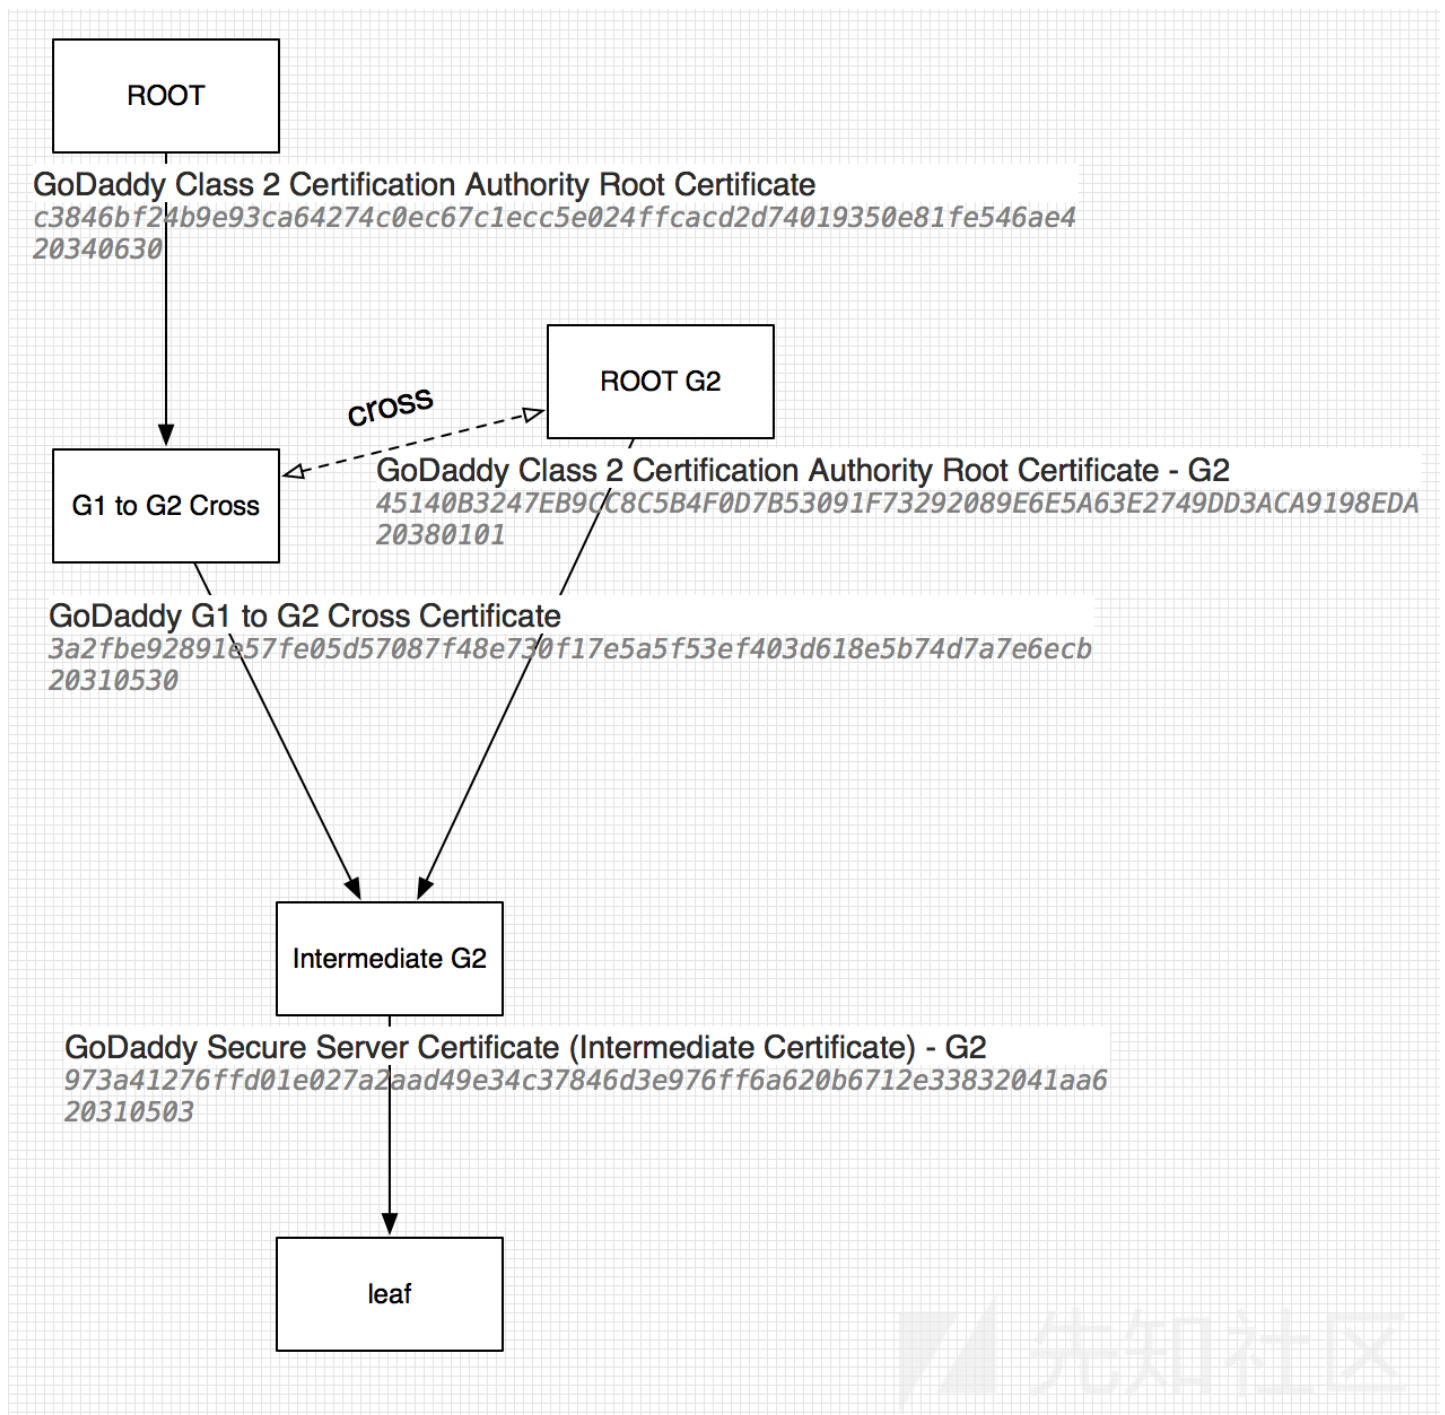 ROOT
GoDaddy Class 2 Certification Authority Root Certificate
c3846bf24b9e93ca64274c0ec67c1ecc5e024ffcacd2d74019350e81fe546ae4
20340630
ROOT G2
cross
GoDaddy Class 2 Certification Authority Root Certificate - G2
45140B3247EB9CC8C5B4F0D7B53091F73292089E6E5A63E2749DD3ACA9198EDA
20380101
G1 to G2 Cross
GoDaddy G1 to G2 Cross Certificate
3a2fbe92891e57fe05d57087f48e730f17e5a5f53ef403d618e5b74d7a7e6ecb
20310530
Intermediate G2
GoDaddy Secure Server Certificate (Intermediate Certificate) - G2
973a41276ffd01e027a2aad49e34c37846d3e976ff6a620b6712e33832041aa6
20310503
leaf
先知社区